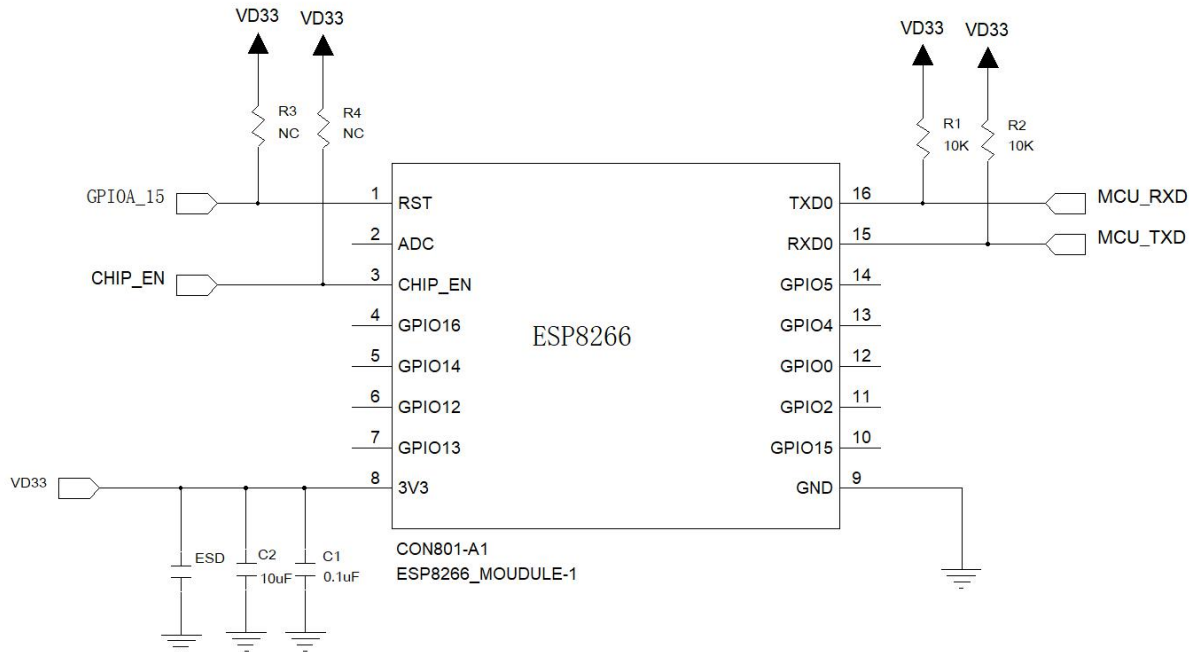 VD33 VD33
VD33 VD33
R3
NC
R4
NC
R1
10K
R2
10K
GPIOA_15
1 RST
TXD0 16
MCU_RXD
2 ADC
RXD0 15
MCU_TXD
CHIP_EN
3 CHIP_EN
GPIO5 14
4 GPIO16
GPIO4 13
ESP8266
5 GPIO14
GPIO0 12
6 GPIO12
GPIO2 11
7 GPIO13
GPIO15 10
VD33
8 3V3
GND 9
CON801-A1
ESP8266_MOUDULE-1
ESD
C2
10uF
C1
0.1uF